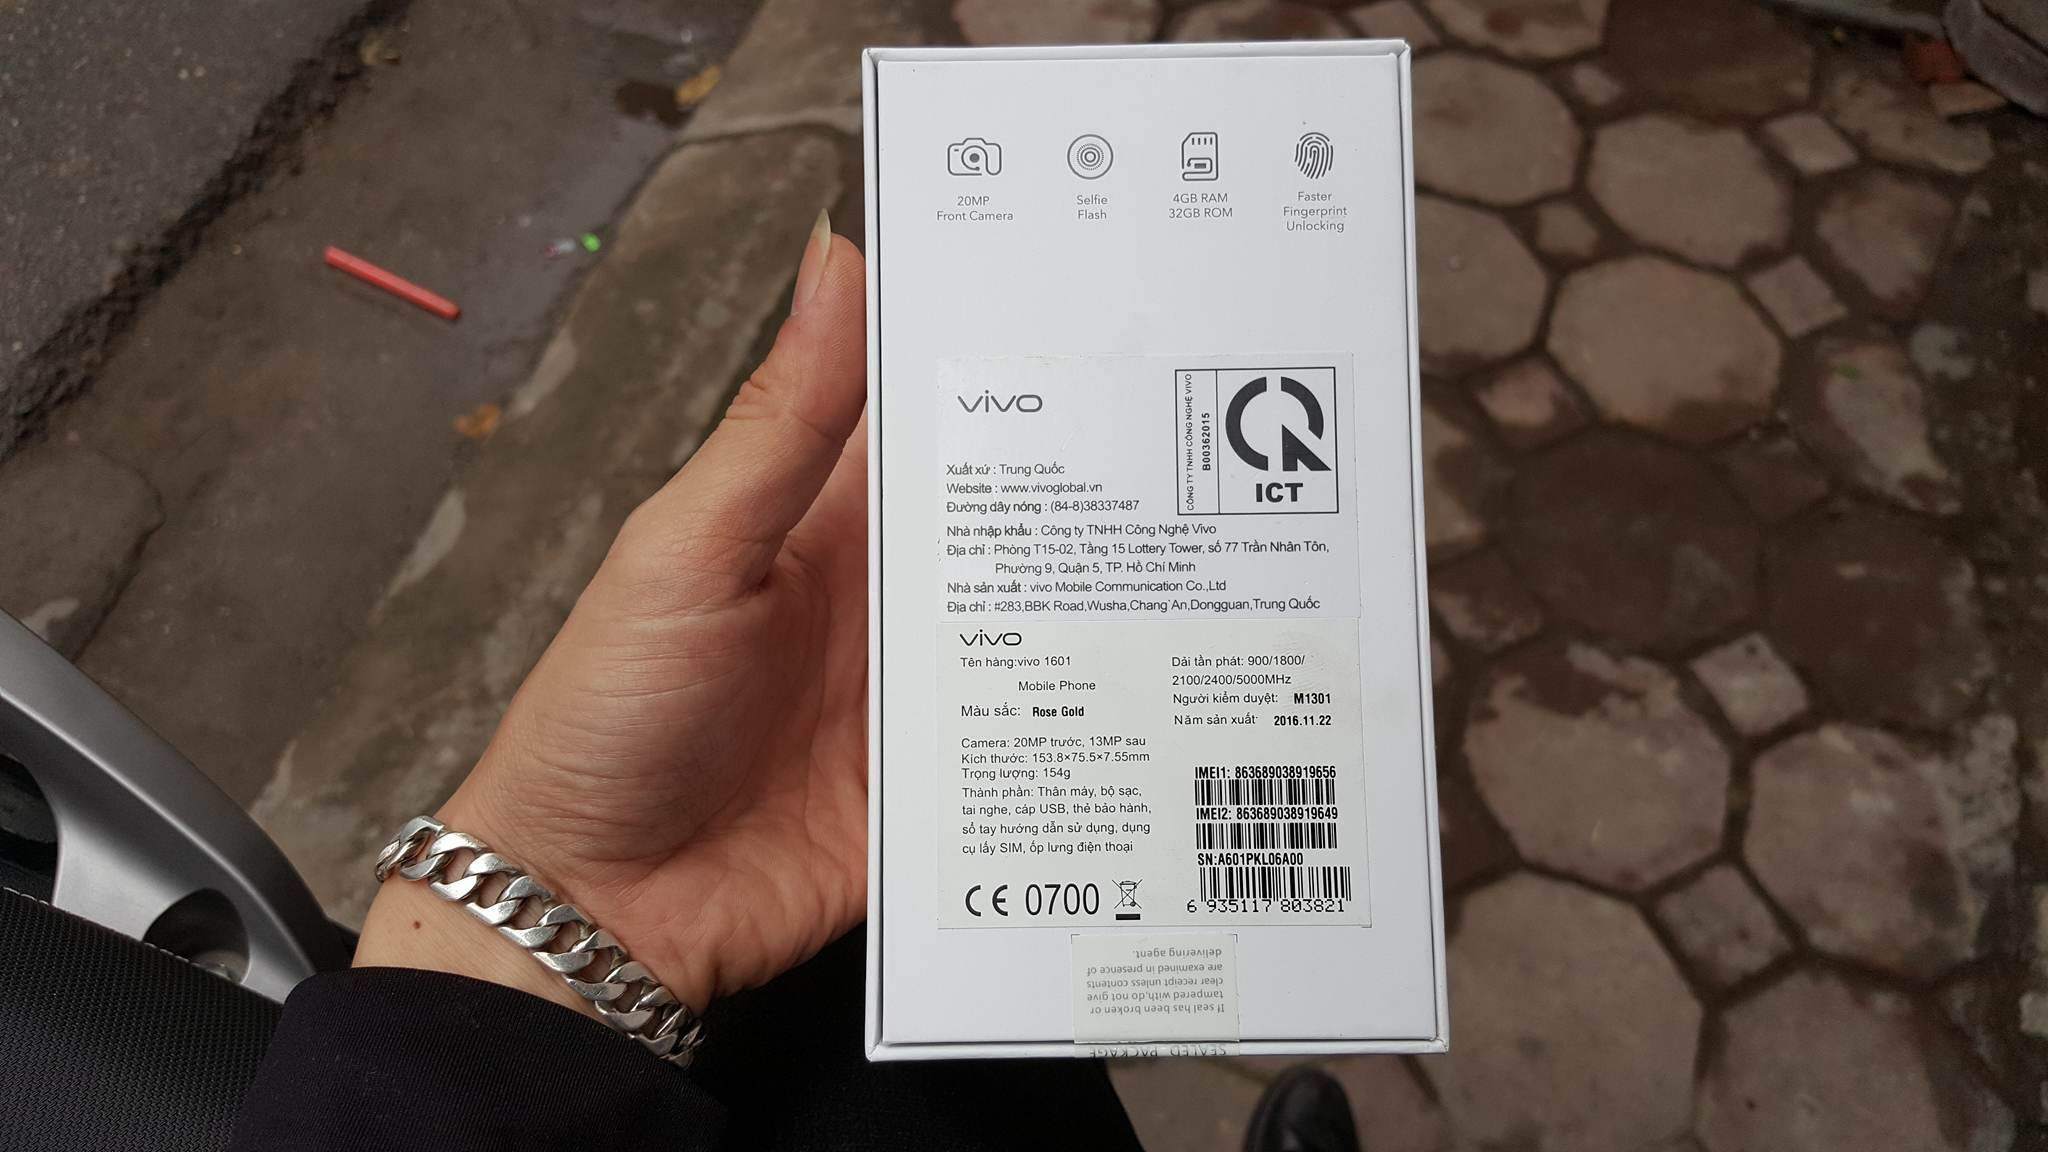 20MP
Front Camera
Selfie
Flash
4GB RAM
32GB ROM
Faster
Fingerprint
Unlocking
vivo
CÔNG TY TNHH CÔNG NGHỆ VIVO
B00362015
ICT
Xuất xứ : Trung Quốc
Website : www.vivoglobal.vn
Đường dây nóng : (84-8)38337487
Nhà nhập khẩu : Công ty TNHH Công Nghệ Vivo
Địa chỉ : Phòng T15-02, Tầng 15 Lottery Tower, số 77 Trần Nhân Tôn,
Phường 9, Quận 5, TP. Hồ Chí Minh
Nhà sản xuất : vivo Mobile Communication Co.,Ltd
Địa chỉ : #283,BBK Road,Wusha,Chang`An,Dongguan,Trung Quốc
vivo
Tên hàng:vivo 1601
Mobile Phone
Màu sắc: Rose Gold
Dải tần phát: 900/1800/
2100/2400/5000MHz
Người kiểm duyệt: M1301
Năm sản xuất: 2016.11.22
Camera: 20MP trước, 13MP sau
Kích thước: 153.8×75.5×7.55mm
Trọng lượng: 154g
Thành phần: Thân máy, bộ sạc,
tai nghe, cáp USB, thẻ bảo hành,
sổ tay hướng dẫn sử dụng, dụng
cụ lấy SIM, ốp lưng điện thoại
IMEI1: 863689038919656
IMEI2: 863689038919649
SN:A601PKL06A00
6 935117 803821
CE 0700
If seal has been broken or
tampered with,do not give
clear receipt unless contents
are examined in presence of
delivering agent.
SEALED PACKAGE